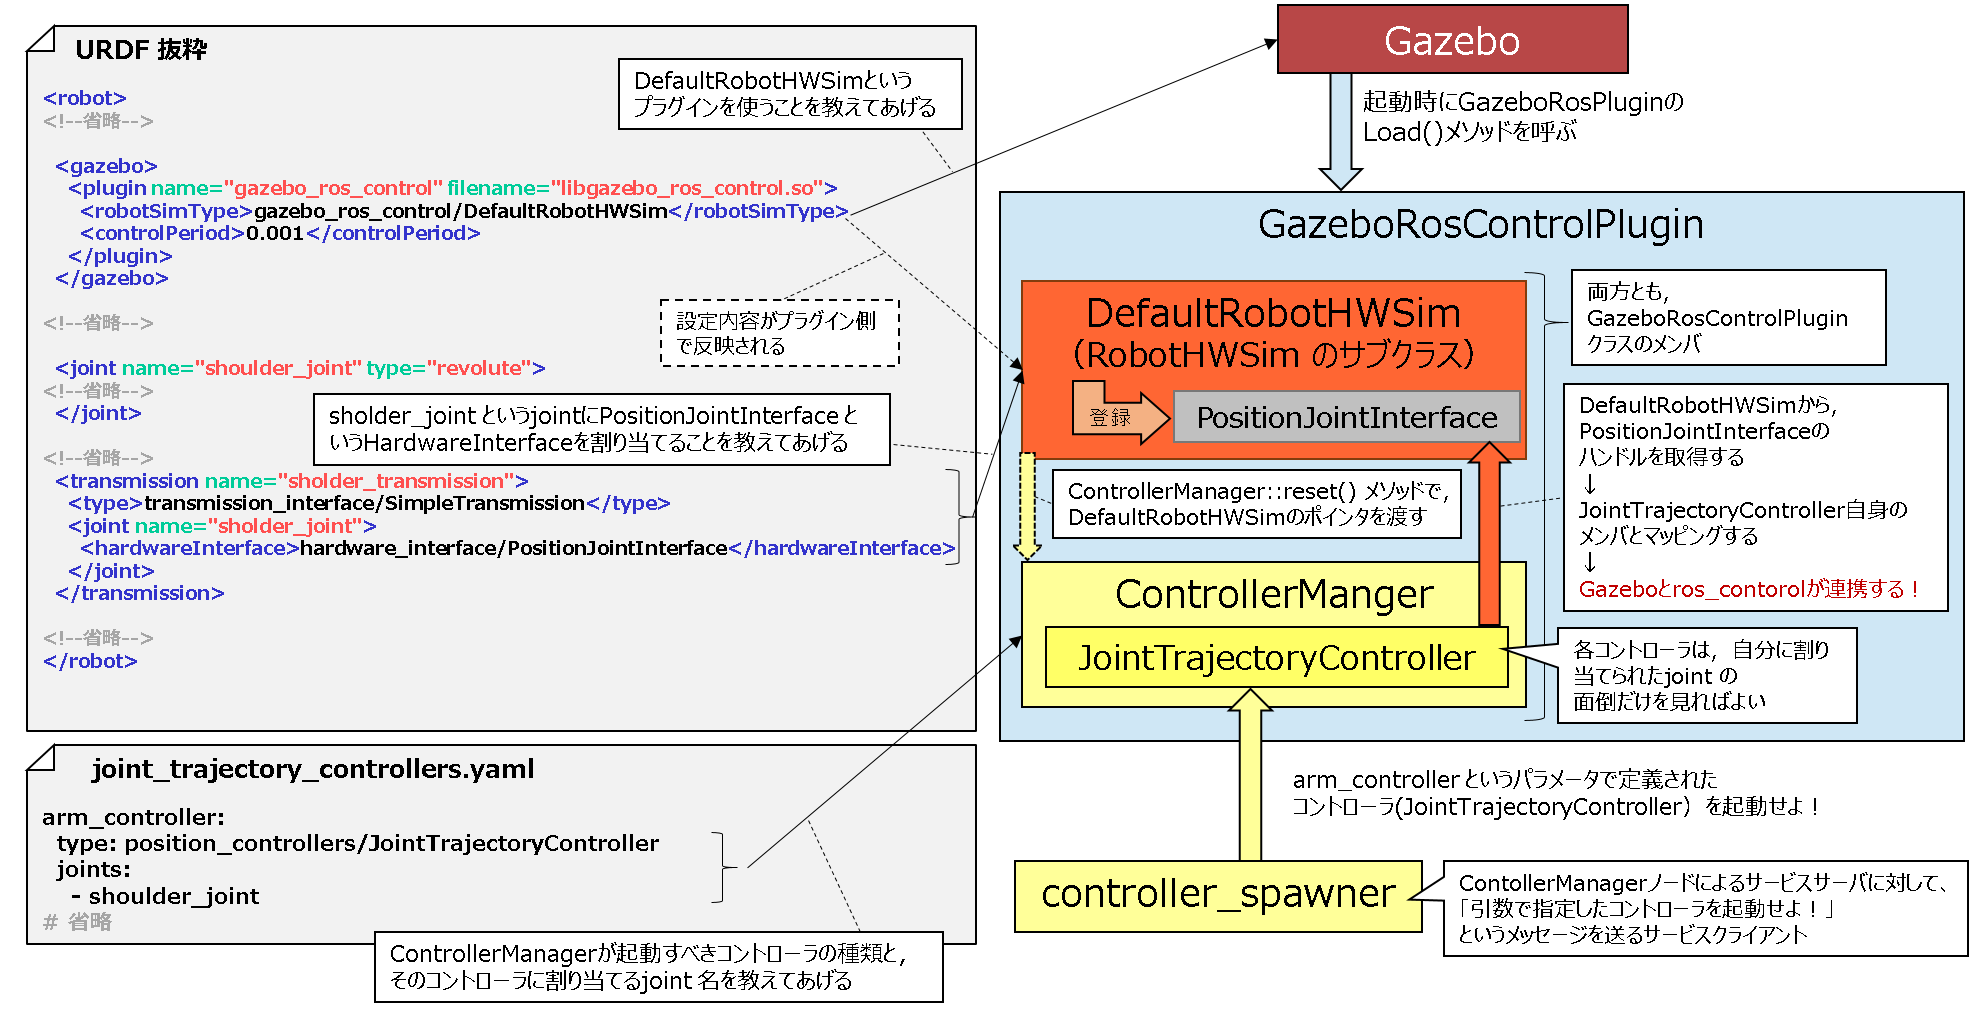 URDF 抜粋
<robot>
<!--省略-->
<gazebo>
<plugin name="gazebo_ros_control" filename="libgazebo_ros_control.so">
<robotSimType>gazebo_ros_control/DefaultRobotHWSim</robotSimType>
<controlPeriod>0.001</controlPeriod>
</plugin>
</gazebo>
<!--省略-->
<joint name="shoulder_joint" type="revolute">
<!--省略-->
</joint>
<!--省略-->
<transmission name="sholder_transmission">
<type>transmission_interface/SimpleTransmission</type>
<joint name="sholder_joint">
<hardwareInterface>hardware_interface/PositionJointInterface</hardwareInterface>
</joint>
</transmission>
<!--省略-->
</robot>
DefaultRobotHWSimという
プラグインを使うことを教えてあげる
設定内容がプラグイン側
で反映される
sholder_joint というjointにPositionJointInterface と
いうHardwareInterfaceを割り当てることを教えてあげる
joint_trajectory_controllers.yaml
arm_controller:
type: position_controllers/JointTrajectoryController
joints:
- shoulder_joint
# 省略
ControllerManagerが起動すべきコントローラの種類と，
そのコントローラに割り当てるjoint 名を教えてあげる
Gazebo
起動時にGazeboRosPluginの
Load()メソッドを呼ぶ
GazeboRosControlPlugin
DefaultRobotHWSim
（RobotHWSim のサブクラス）
登録
PositionJointInterface
両方とも，
GazeboRosControlPlugin
クラスのメンバ
ControllerManager::reset() メソッドで，
DefaultRobotHWSimのポインタを渡す
DefaultRobotHWSimから，
PositionJointInterfaceの
ハンドルを取得する
↓
JointTrajectoryController自身の
メンバとマッピングする
↓
Gazeboとros_contorolが連携する！
ControllerManger
JointTrajectoryController
各コントローラは，自分に割り
当てられたjoint の
面倒だけを見ればよい
arm_controller というパラメータで定義された
コントローラ(JointTrajectoryController）を起動せよ！
controller_spawner
ContollerManagerノードによるサービスサーバに対して、
「引数で指定したコントローラを起動せよ！」
というメッセージを送るサービスクライアント